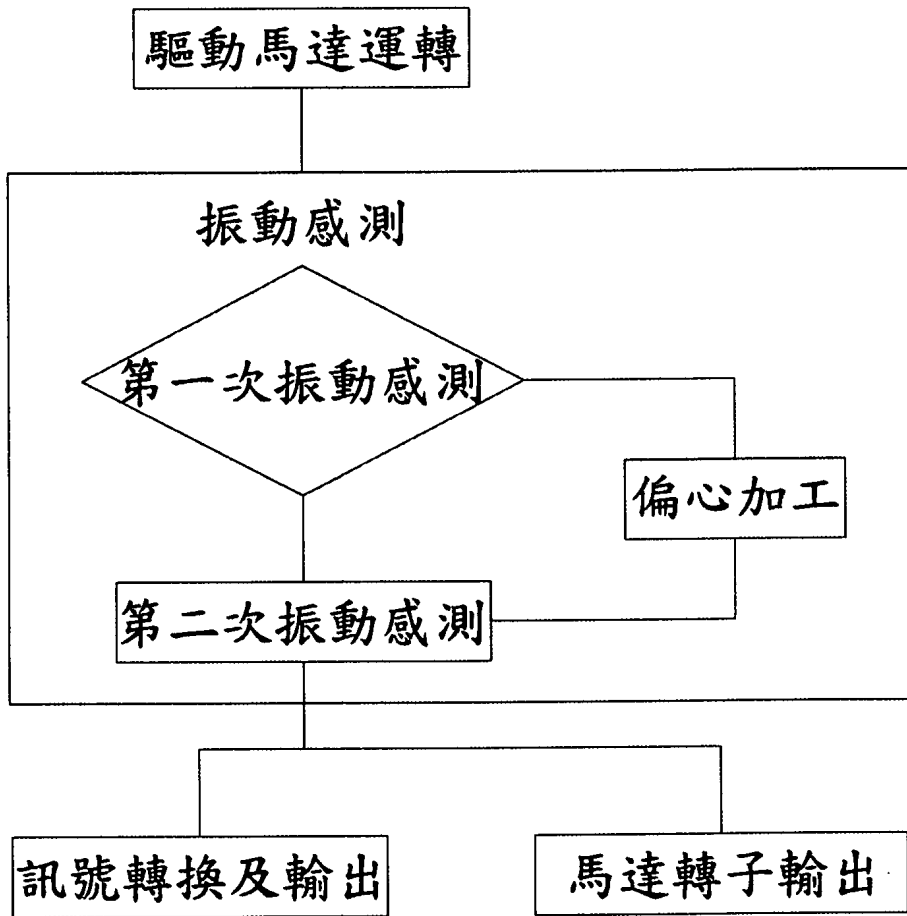 驅動馬達運轉
振動感測
第一次振動感測
偏心加工
第二次振動感測
訊號轉換及輸出
馬達轉子輸出